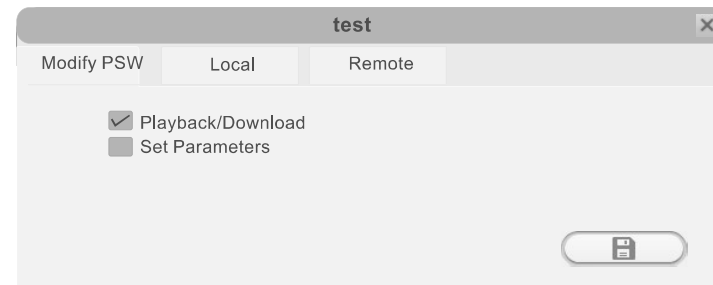 test
Modify PSW Local Remote
Playback/Download
Set Parameters